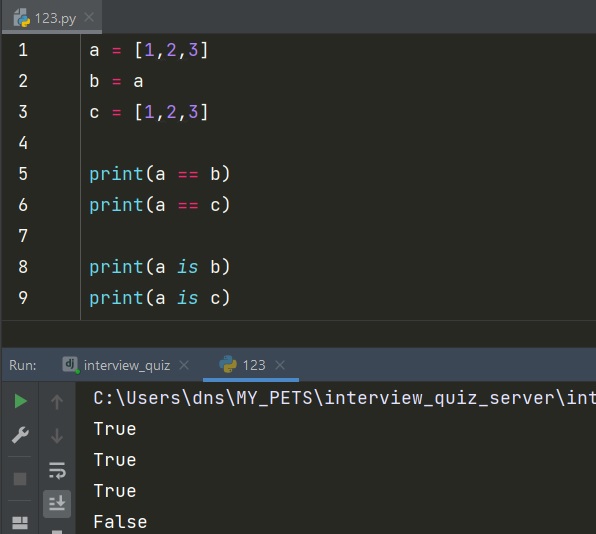 123.py
1 a = [1,2,3]
2 b = a
3 c = [1,2,3]
4
5 print(a == b)
6 print(a == c)
7
8 print(a is b)
9 print(a is c)
Run: interview_quiz 123
C:\Users\dns\MY_PETS\interview_quiz_server\int
True
True
True
False